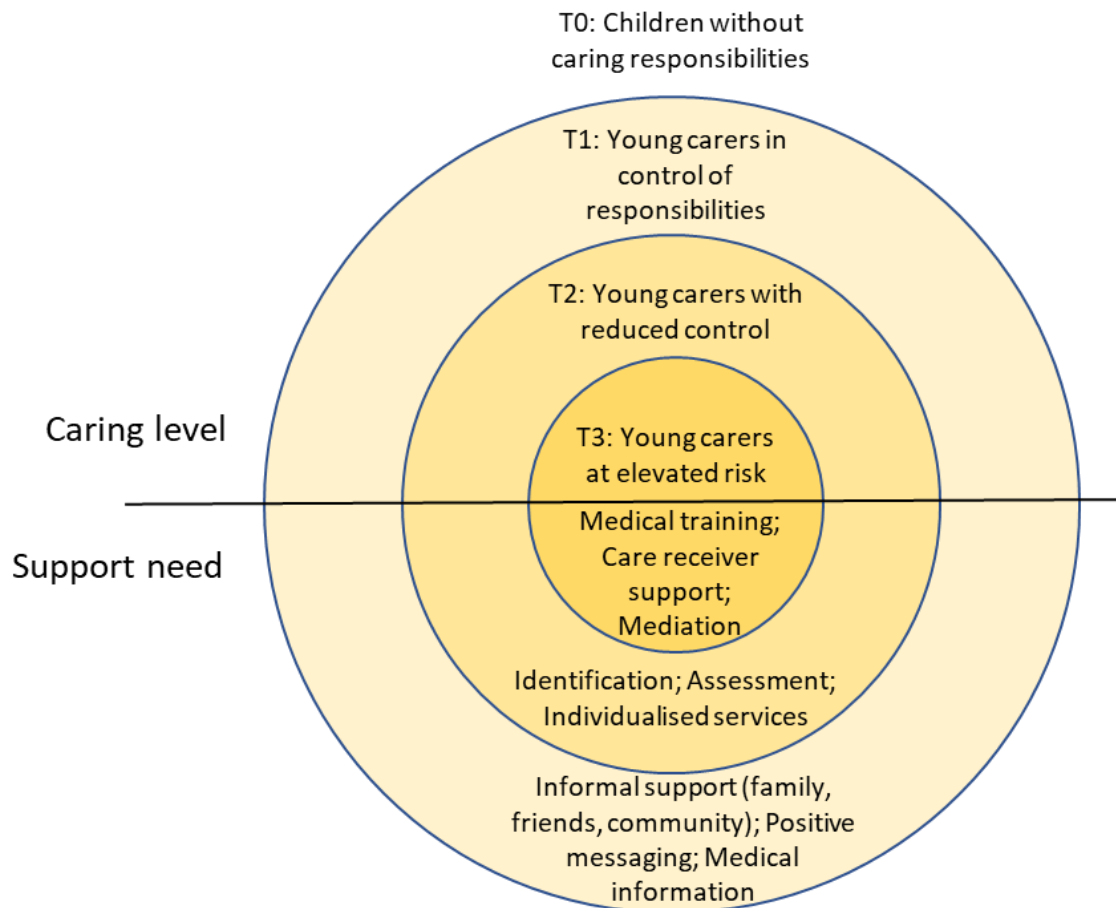 T0: Children without
caring responsibilities
T1: Young carers in
control of
responsibilities
T2: Young carers with
reduced control
T3: Young carers
at elevated risk
Caring level
Support need
Medical training;
Care receiver
support;
Mediation
Identification; Assessment;
Individualised services
Informal support (family,
friends, community); Positive
messaging; Medical
information